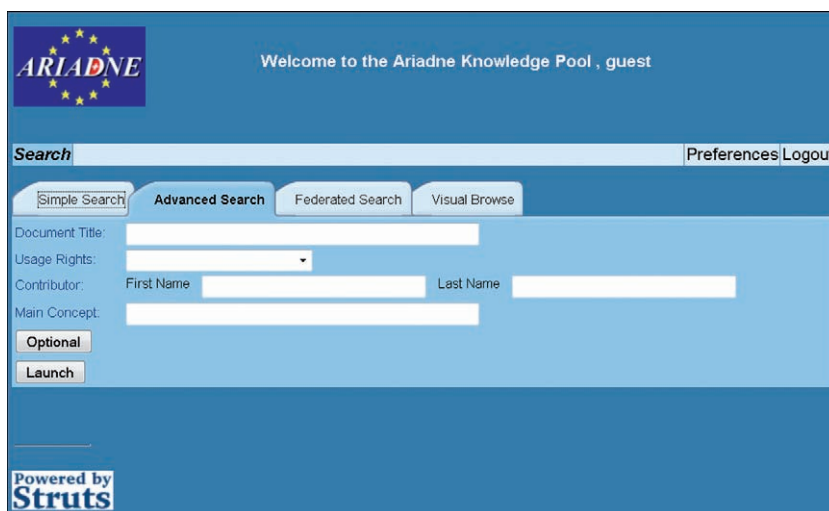 ARIADNE
Welcome to the Ariadne Knowledge Pool , guest
Search Preferences Logou
Simple Search Advanced Search Federated Search Visual Browse
Document Title:
Usage Rights:
Contributor: First Name Last Name
Main Concept:
Optional
Launch
Powered by
Struts